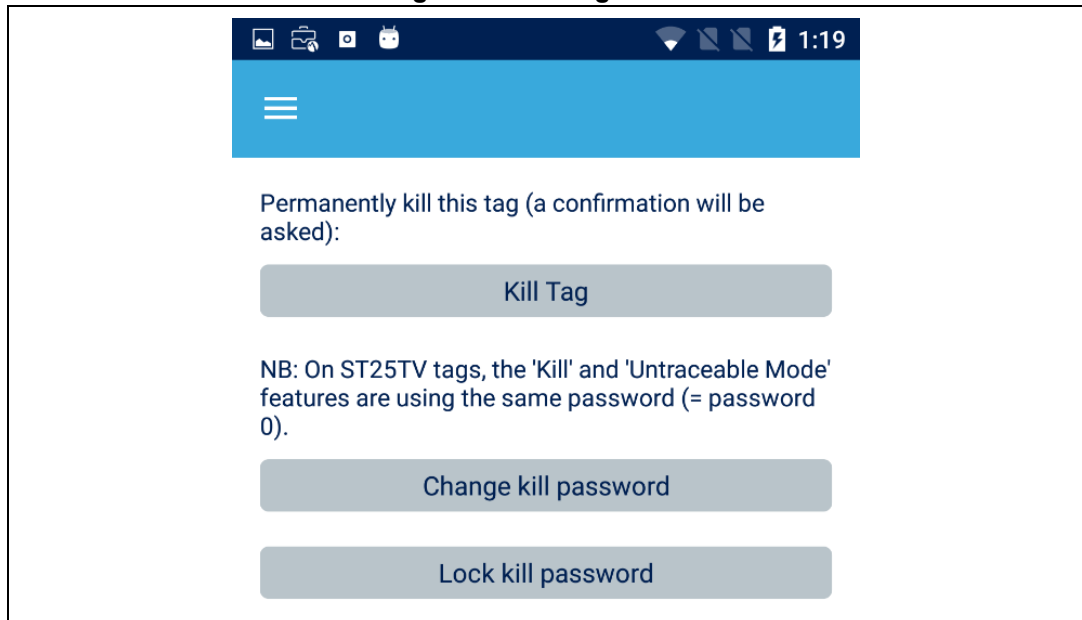 1:19
Permanently kill this tag (a confirmation will be
asked):
Kill Tag
NB: On ST25TV tags, the 'Kill' and 'Untraceable Mode'
features are using the same password (= password
0).
Change kill password
Lock kill password